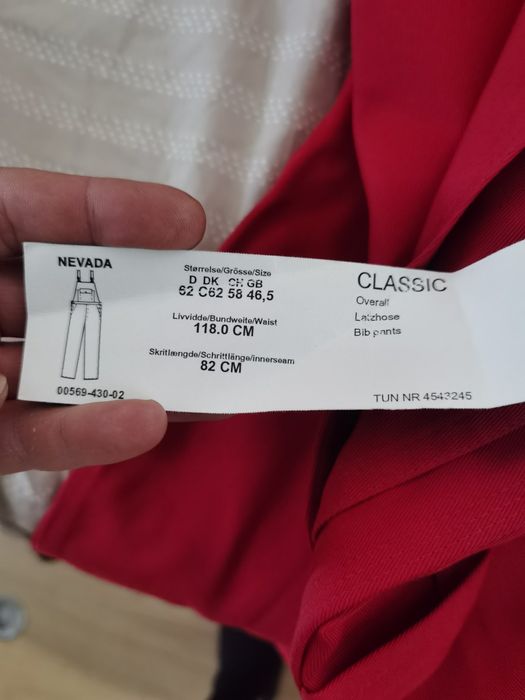 NEVADA
00569-430-02
Størrelse/Grösse/Size
D DK CH GB
62 C62 58 46,5
Livvidde/Bundweite/Waist
118.0 CM
Skritlængde/Schrittlänge/innerseam
82 CM
CLASSIC
Overall
Latzhose
Bib pants
TUN NR 4543245